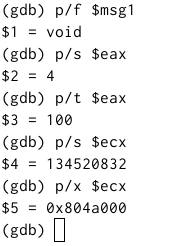 (gdb) p/f $msg1
$1 = void
(gdb) p/s $eax
$2 = 4
(gdb) p/t $eax
$3 = 100
(gdb) p/s $ecx
$4 = 134520832
(gdb) p/x $ecx
$5 = 0x804a000
(gdb)